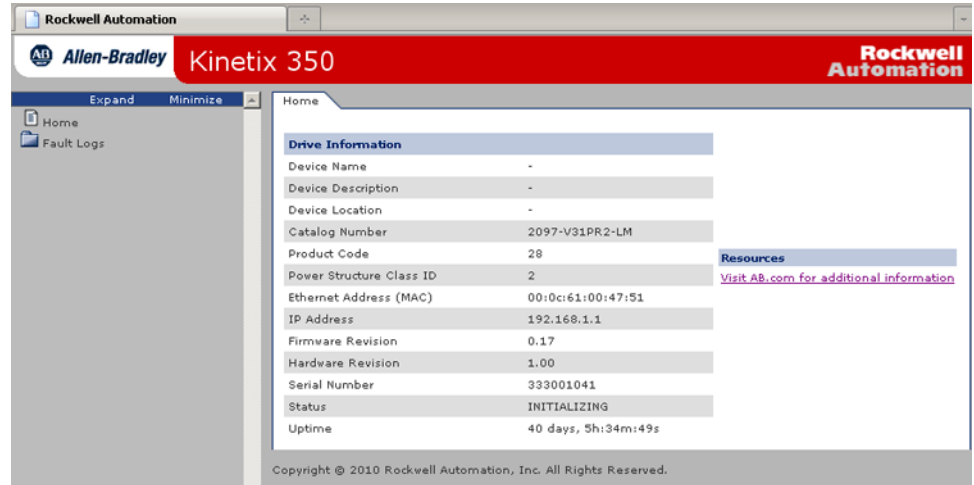 Rockwell Automation
AB Allen-Bradley Kinetix 350
Rockwell
Automation
Expand Minimize
Home
Fault Logs
Home
Drive Information
Device Name -
Device Description -
Device Location -
Catalog Number 2097-V31PR2-LM
Product Code 28
Power Structure Class ID 2
Ethernet Address (MAC) 00:0c:61:00:47:51
IP Address 192.168.1.1
Firmware Revision 0.17
Hardware Revision 1.00
Serial Number 333001041
Status INITIALIZING
Uptime 40 days, 5h:34m:49s
Resources
Visit AB.com for additional information
Copyright © 2010 Rockwell Automation, Inc. All Rights Reserved.